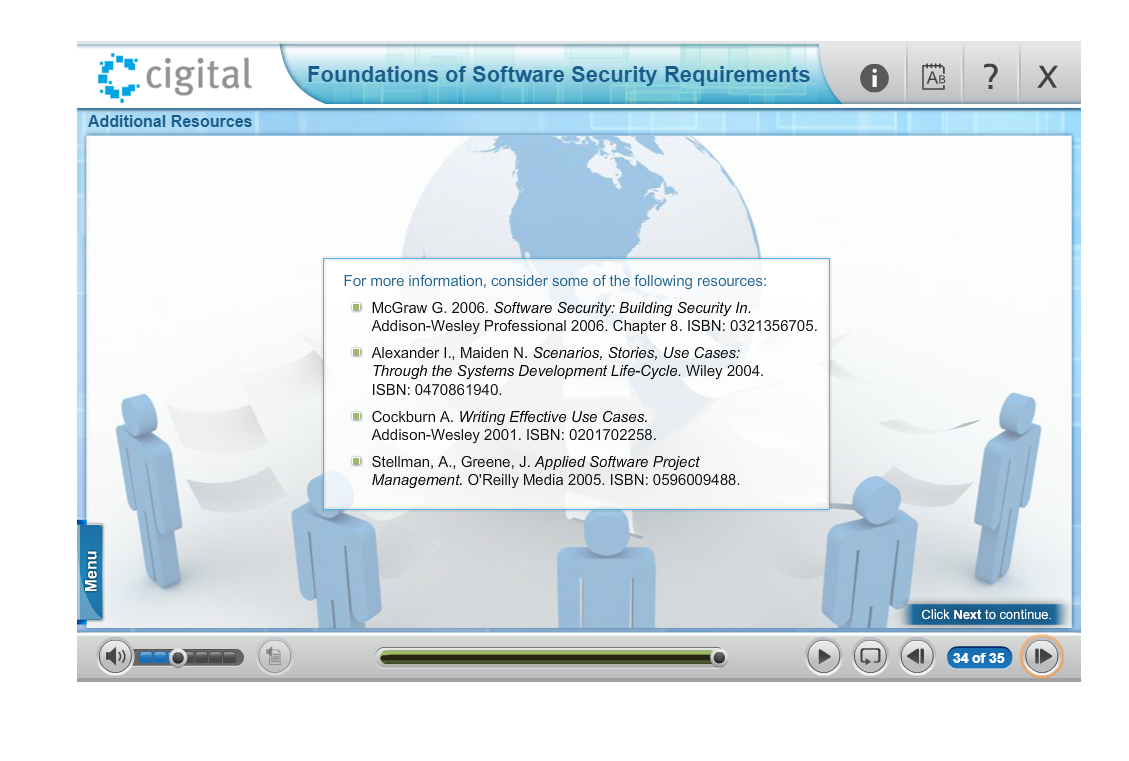 cigital
Foundations of Software Security Requirements
i
AB
?
X
Additional Resources
For more information, consider some of the following resources:
McGraw G. 2006. Software Security: Building Security In.
Addison-Wesley Professional 2006. Chapter 8. ISBN: 0321356705.
Alexander I., Maiden N. Scenarios, Stories, Use Cases:
Through the Systems Development Life-Cycle. Wiley 2004.
ISBN: 0470861940.
Cockburn A. Writing Effective Use Cases.
Addison-Wesley 2001. ISBN: 0201702258.
Stellman, A., Greene, J. Applied Software Project
Management. O'Reilly Media 2005. ISBN: 0596009488.
Menu
Click Next to continue.
34 of 35